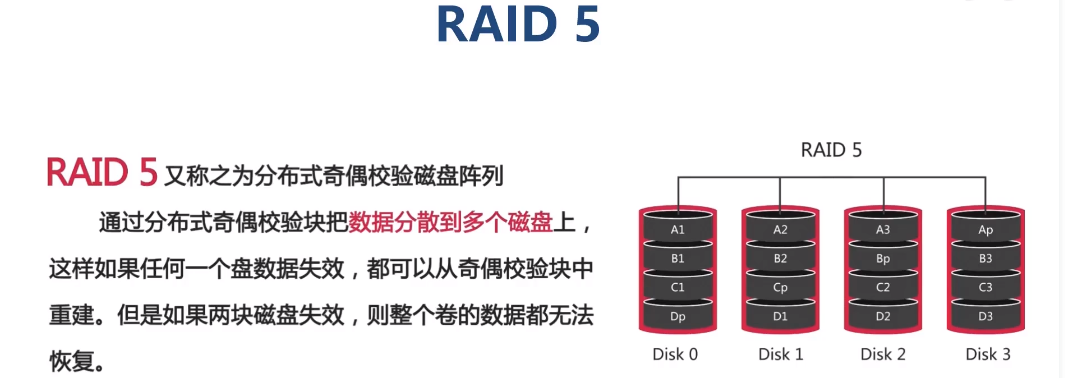 RAID 5
RAID 5 又称之为分布式奇偶校验磁盘阵列
通过分布式奇偶校验块把数据分散到多个磁盘上，
这样如果任何一个盘数据失效，都可以从奇偶校验块中
重建。但是如果两块磁盘失效，则整个卷的数据都无法
恢复。
RAID 5
A1 A2 A3 Ap
B1 B2 Bp B3
C1 Cp C2 C3
Dp D1 D2 D3
Disk 0 Disk 1 Disk 2 Disk 3